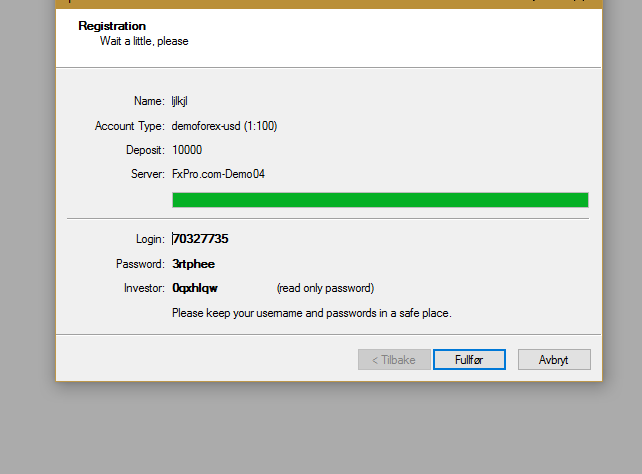 Registration
Wait a little, please
Name: ljlkjl
Account Type: demoforex-usd (1:100)
Deposit: 10000
Server: FxPro.com-Demo04
Login: 70327735
Password: 3rtphee
Investor: 0qxhlqw (read only password)
Please keep your username and passwords in a safe place.
< Tilbake Fullfør Avbryt